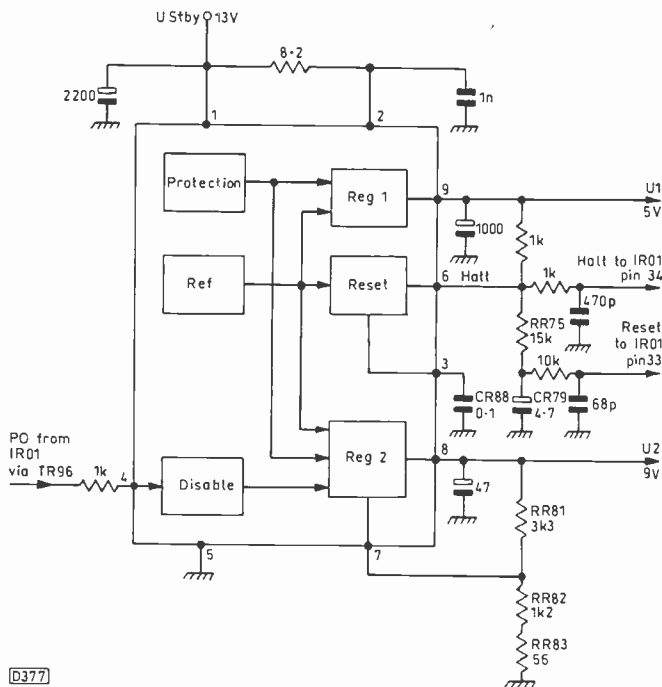 U Stby 13V
8·2
2200
1n
1
2
Protection
Reg 1
9
U1
5V
1000
1k
Ref
Reset
6 Halt
1k
Halt to IR01
pin 34
470p
RR75
15k
Reset
to IR01
pin33
10k
3
CR88
0·1
CR79
4·7
68p
PO from
IR01
via TR96
1k
4
Disable
Reg 2
8
U2
9V
47
RR81
3k3
5
7
RR82
1k2
RR83
56
D377